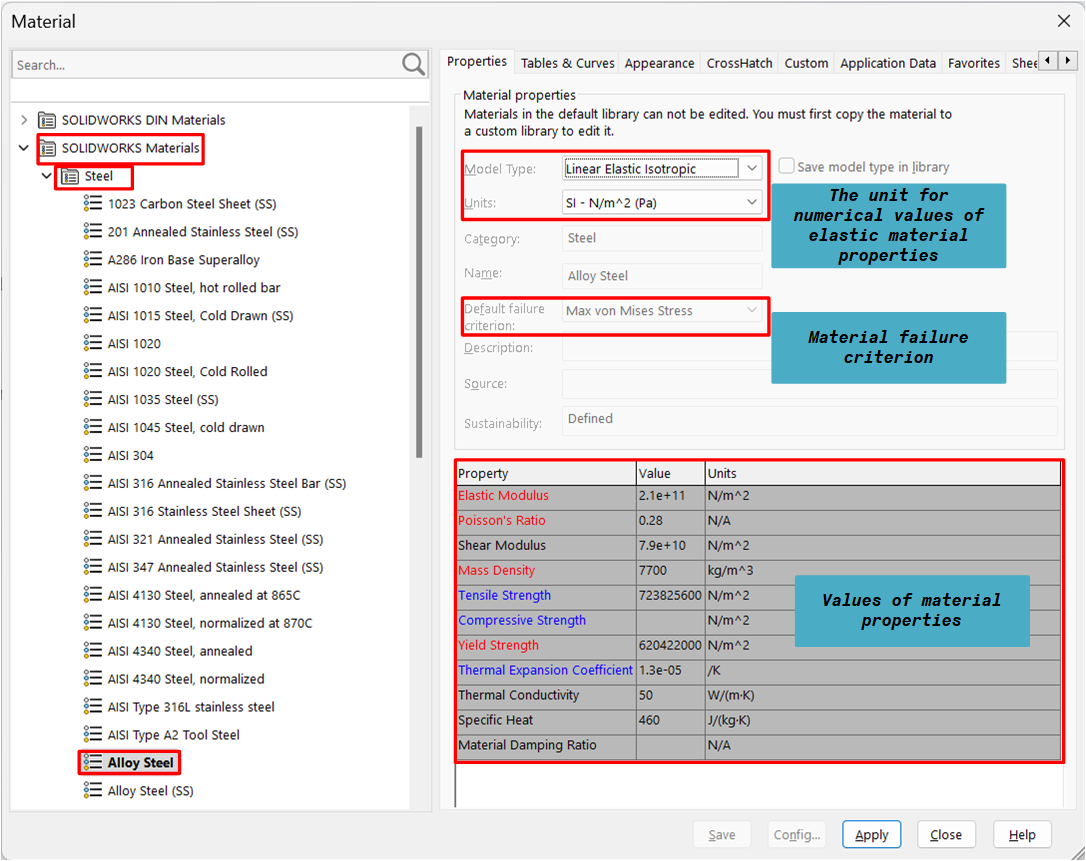 Material
Search...
SOLIDWORKS DIN Materials
SOLIDWORKS Materials
Steel
1023 Carbon Steel Sheet (SS)
201 Annealed Stainless Steel (SS)
A286 Iron Base Superalloy
AISI 1010 Steel, hot rolled bar
AISI 1015 Steel, Cold Drawn (SS)
AISI 1020
AISI 1020 Steel, Cold Rolled
AISI 1035 Steel (SS)
AISI 1045 Steel, cold drawn
AISI 304
AISI 316 Annealed Stainless Steel Bar (SS)
AISI 316 Stainless Steel Sheet (SS)
AISI 321 Annealed Stainless Steel (SS)
AISI 347 Annealed Stainless Steel (SS)
AISI 4130 Steel, annealed at 865C
AISI 4130 Steel, normalized at 870C
AISI 4340 Steel, annealed
AISI 4340 Steel, normalized
AISI Type 316L stainless steel
AISI Type A2 Tool Steel
Alloy Steel
Alloy Steel (SS)
Properties Tables & Curves Appearance CrossHatch Custom Application Data Favorites Shee
Material properties
Materials in the default library can not be edited. You must first copy the material to
a custom library to edit it.
Model Type: Linear Elastic Isotropic Save model type in library
Units: SI - N/m^2 (Pa)
The unit for
numerical values of
elastic material
properties
Category: Steel
Name: Alloy Steel
Default failure
criterion: Max von Mises Stress
Material failure
criterion
Description:
Source:
Sustainability: Defined
Property Value Units
Elastic Modulus 2.1e+11 N/m^2
Poisson's Ratio 0.28 N/A
Shear Modulus 7.9e+10 N/m^2
Mass Density 7700 kg/m^3
Tensile Strength 723825600 N/m^2
Compressive Strength N/m^2
Yield Strength 620422000 N/m^2
Thermal Expansion Coefficient 1.3e-05 /K
Thermal Conductivity 50 W/(m·K)
Specific Heat 460 J/(kg·K)
Material Damping Ratio N/A
Values of material
properties
Save Config... Apply Close Help